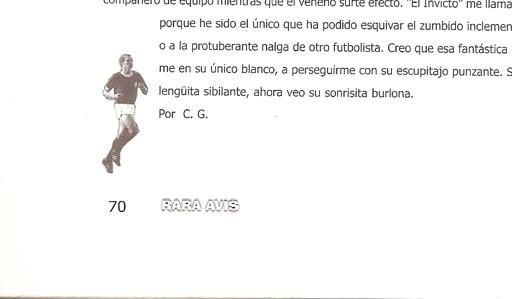 compañero de equipo mientras que el veneno surte efecto. "El Invicto" me llama
porque he sido el único que ha podido esquivar el zumbido inclemen
o a la protuberante nalga de otro futbolista. Creo que esa fantástica
me en su único blanco, a perseguirme con su escupitajo punzante. S
lengüita sibilante, ahora veo su sonrisita burlona.
Por C. G.
70 RARA AVIS